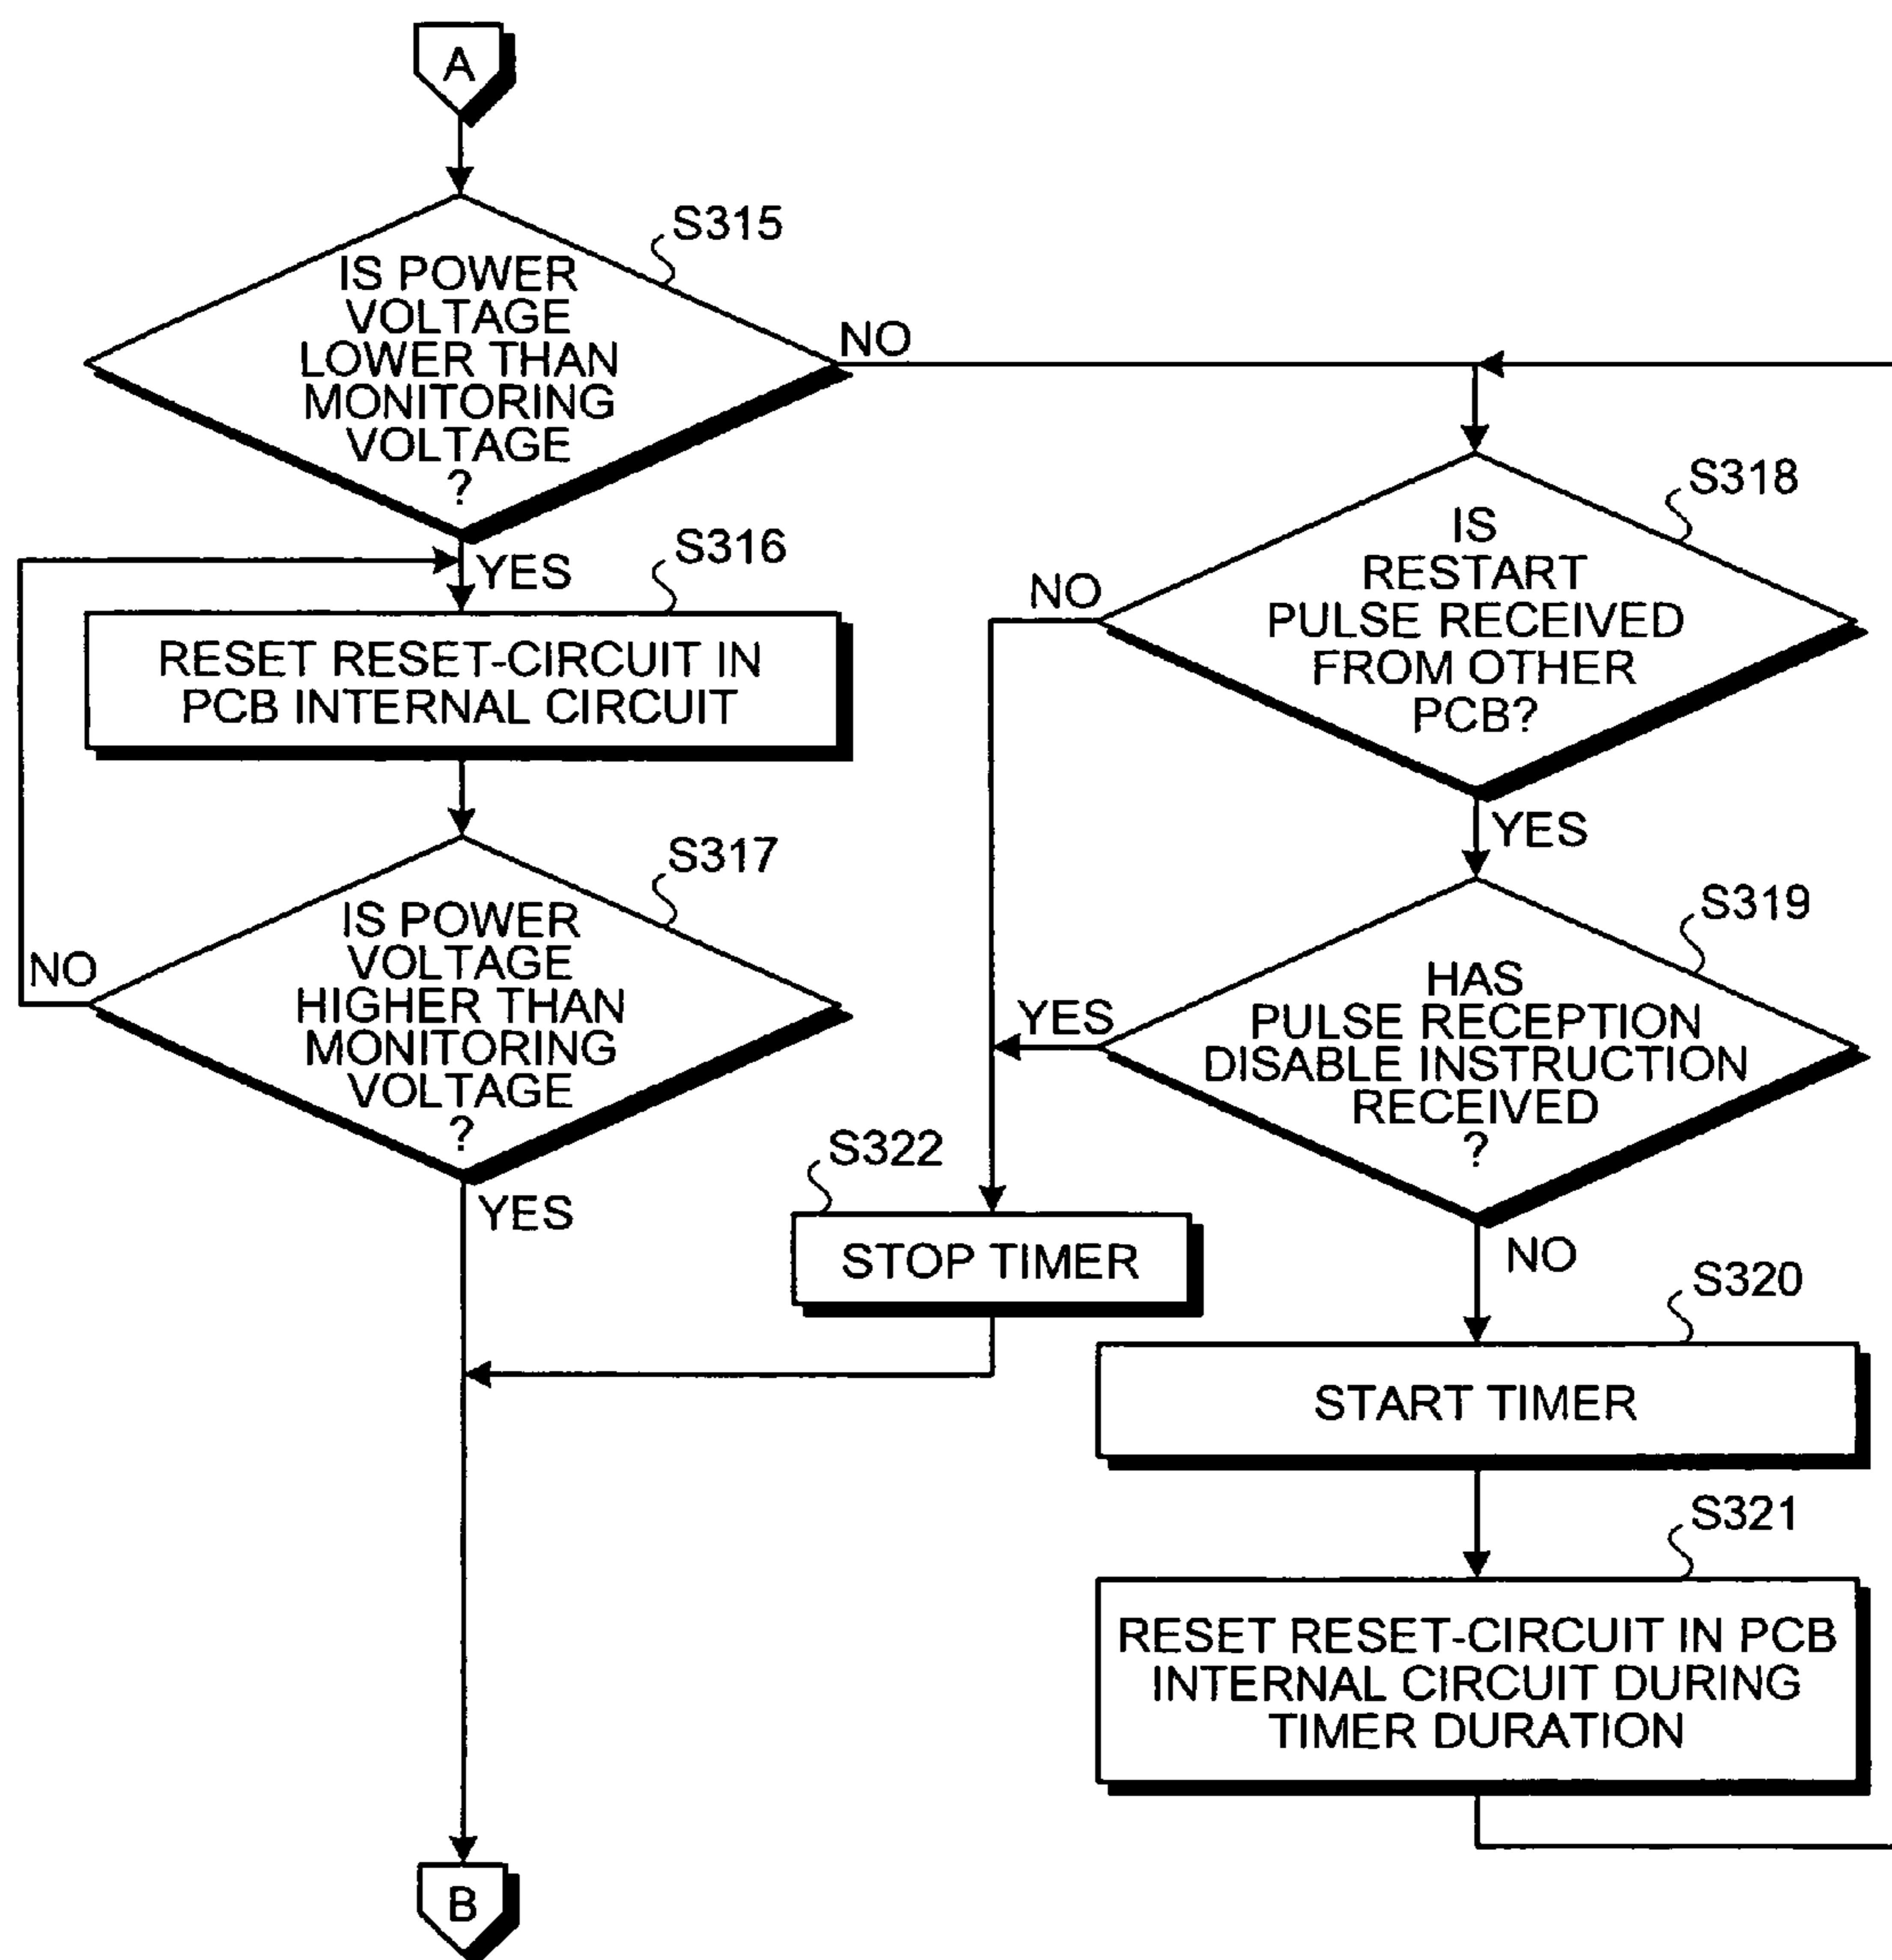 A
S315
IS POWER
VOLTAGE
LOWER THAN
MONITORING
VOLTAGE
?
NO
YES
S316
RESET RESET-CIRCUIT IN
PCB INTERNAL CIRCUIT
S317
IS POWER
VOLTAGE
HIGHER THAN
MONITORING
VOLTAGE
?
NO
YES
S318
IS
RESTART
PULSE RECEIVED
FROM OTHER
PCB?
NO
YES
S319
HAS
PULSE RECEPTION
DISABLE INSTRUCTION
RECEIVED
?
YES
NO
S322
STOP TIMER
S320
START TIMER
S321
RESET RESET-CIRCUIT IN PCB
INTERNAL CIRCUIT DURING
TIMER DURATION
B